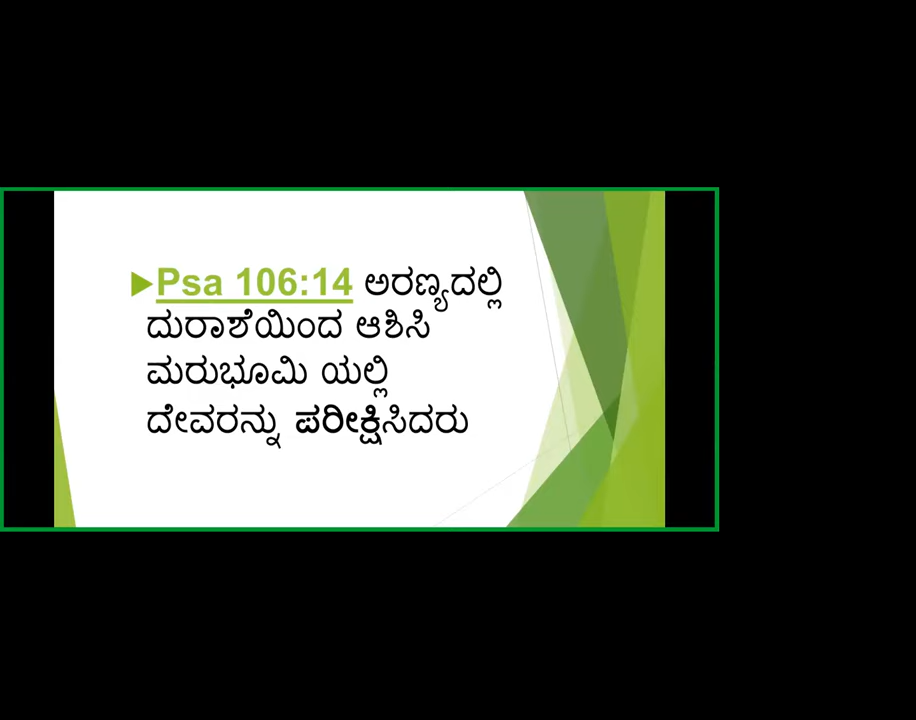 Psa 106:14 ಅರಣ್ಯದಲ್ಲಿ
ದುರಾಶೆಯಿಂದ ಆಶಿಸಿ
ಮರುಭೂಮಿ ಯಲ್ಲಿ
ದೇವರನ್ನು ಪರೀಕ್ಷಿಸಿದರು